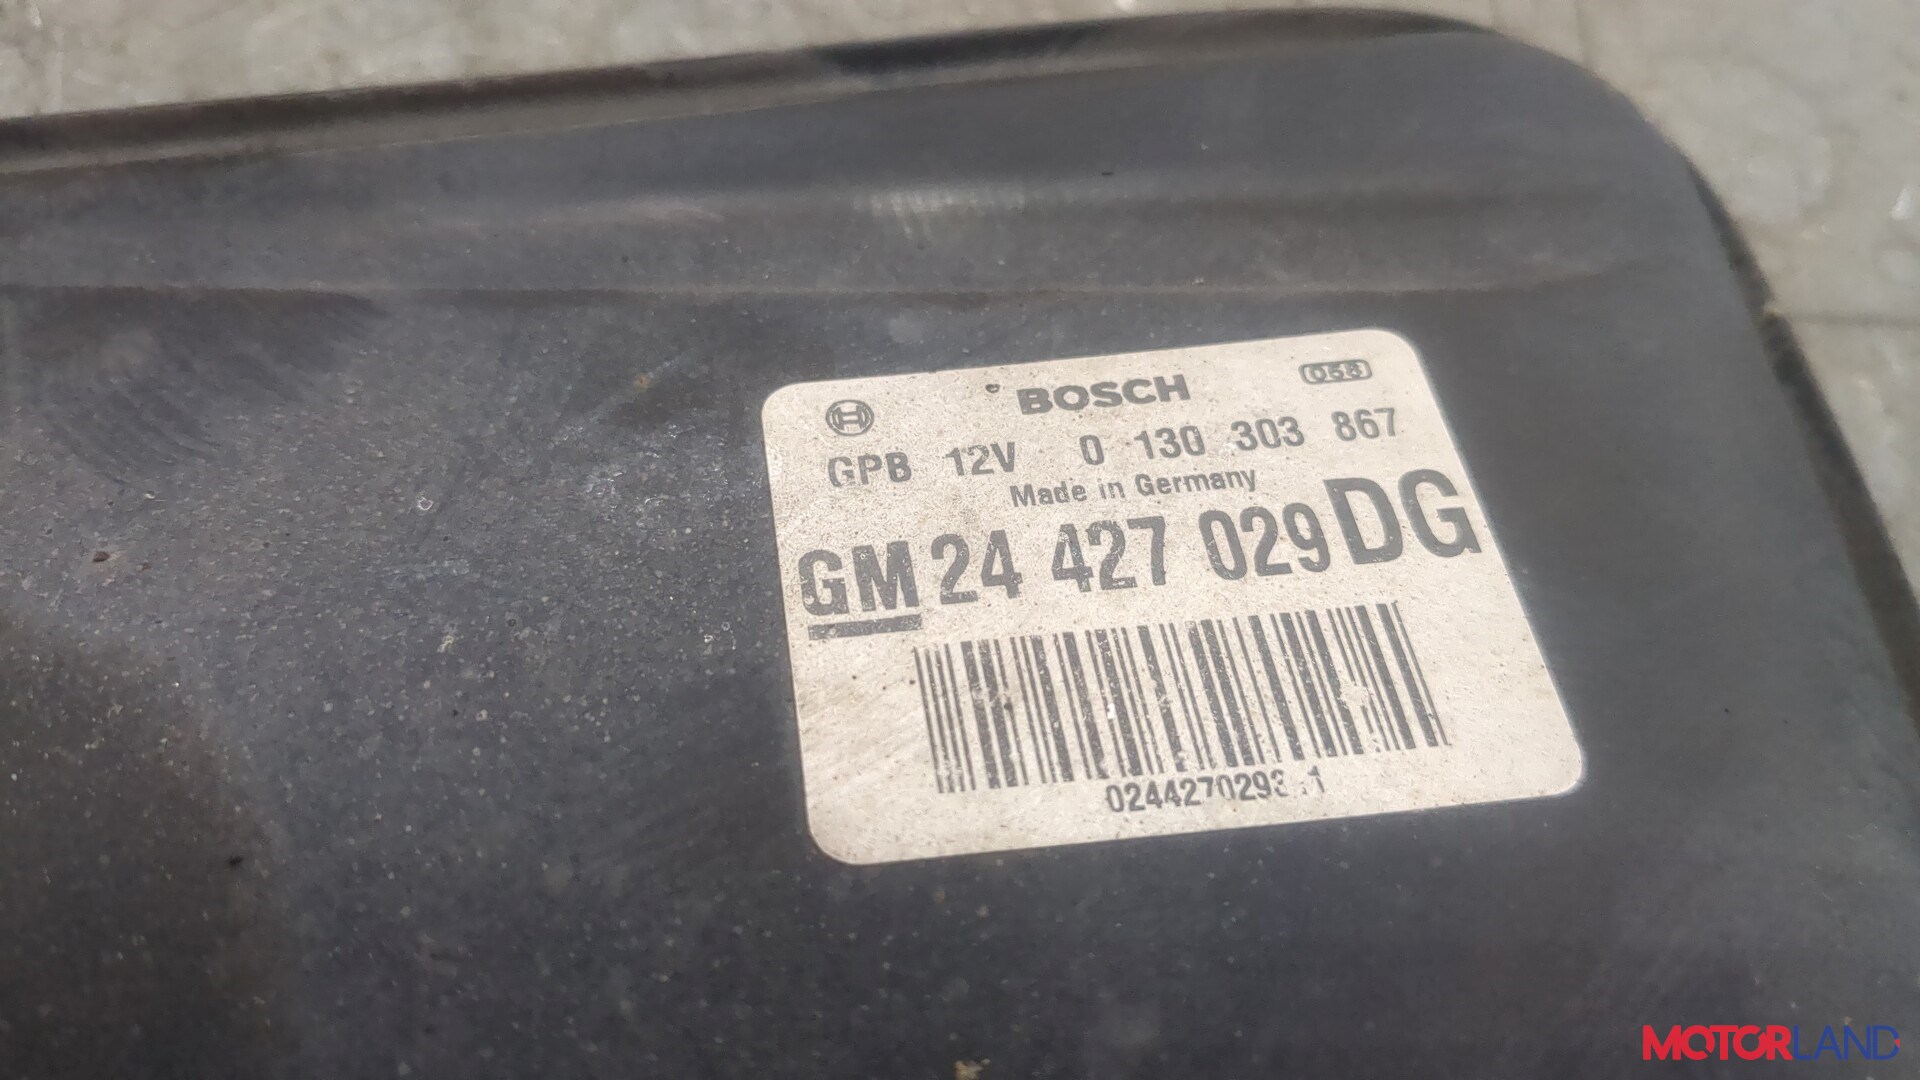 BOSCH 058
GPB 12V 0 130 303 867
Made in Germany
GM 24 427 029 DG
MOTORLAND